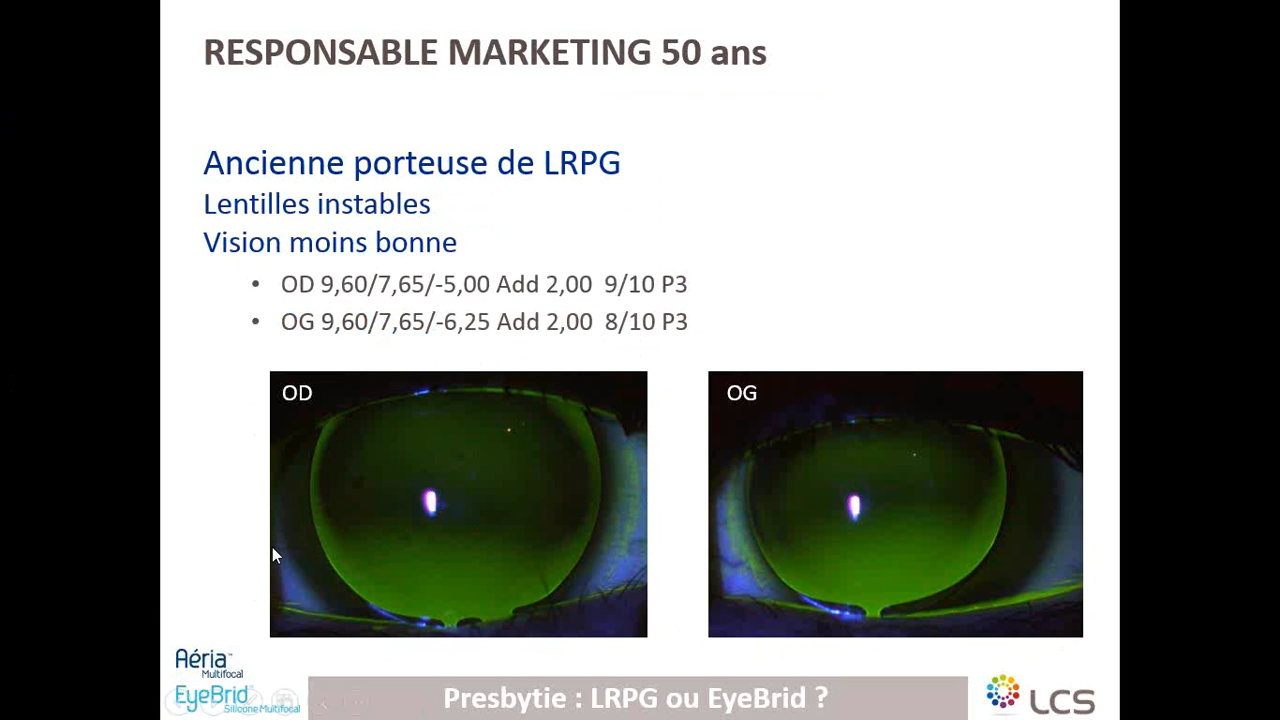 RESPONSABLE MARKETING 50 ans
Ancienne porteuse de LRPG
Lentilles instables
Vision moins bonne
• OD 9,60/7,65/-5,00 Add 2,00 9/10 P3
• OG 9,60/7,65/-6,25 Add 2,00 8/10 P3
OD
OG
Aéria™
Multifocal
EyeBrid
Silicone Multifocal
Presbytie : LRPG ou EyeBrid ?
LCS